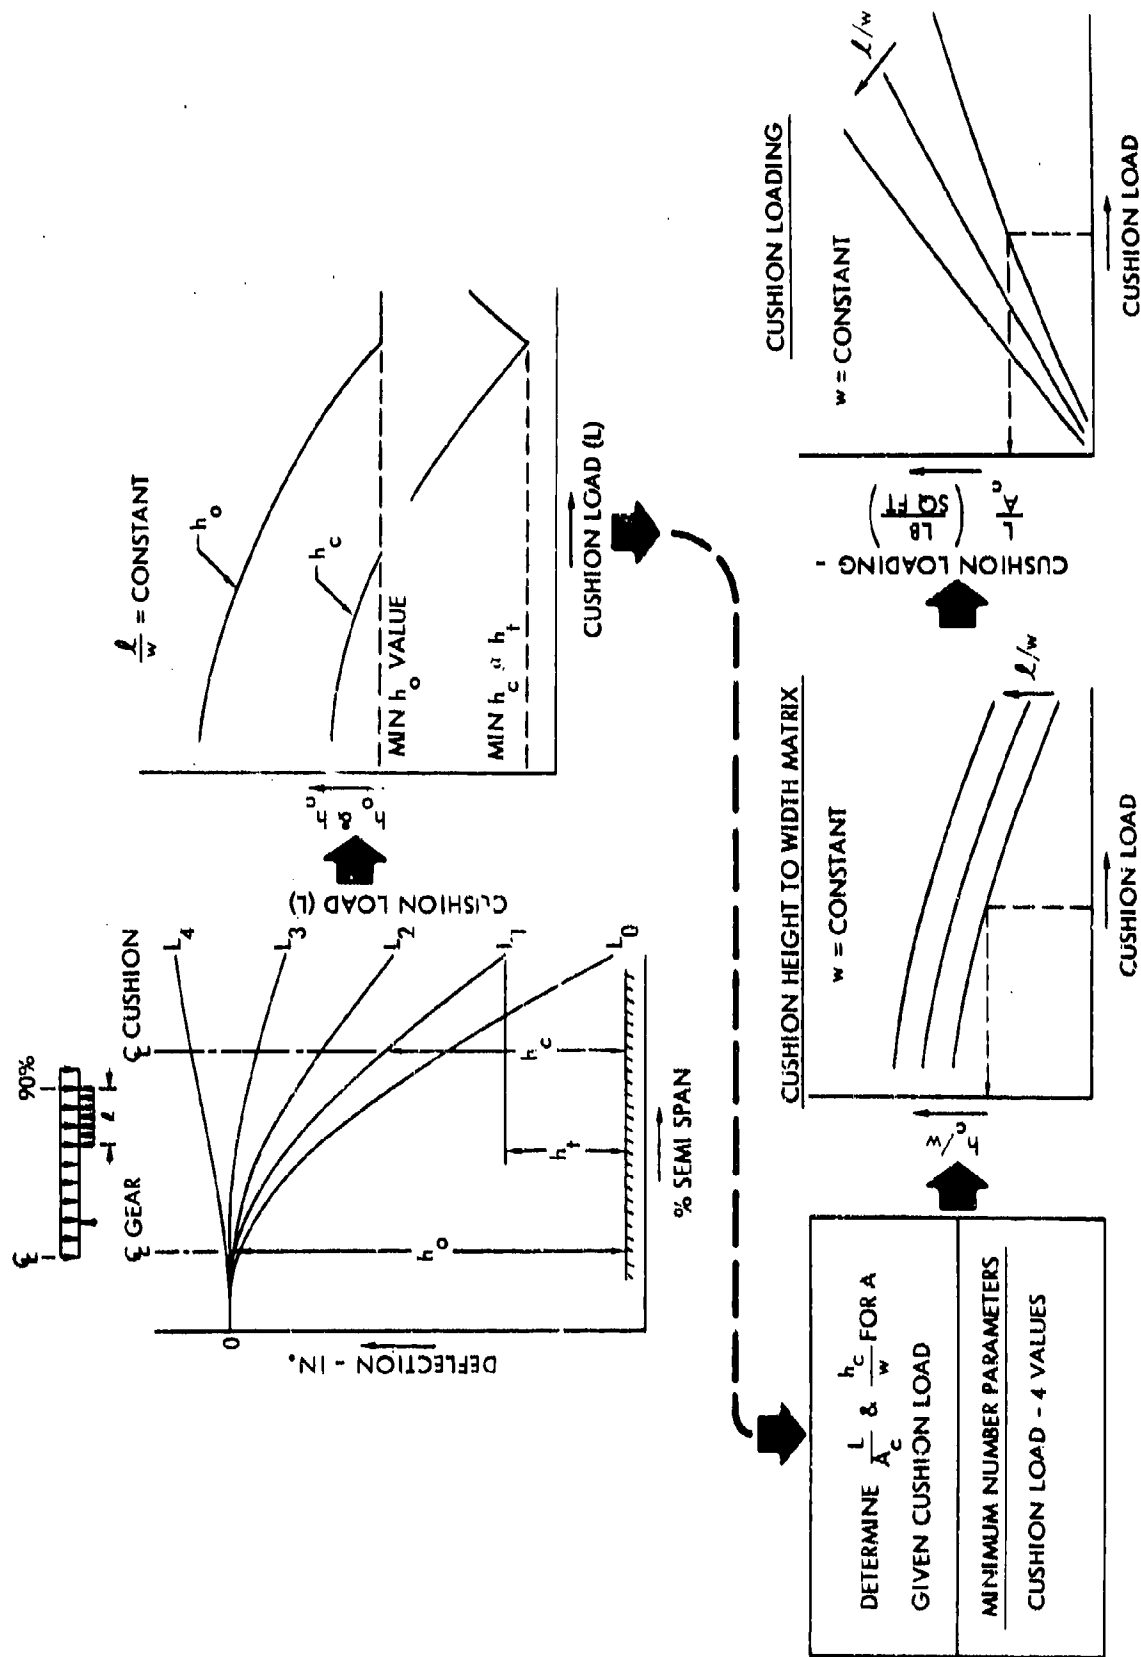 ℄
90%
ℓ
℄ GEAR
℄ CUSHION
DEFLECTION - IN.
0
L4
L3
L2
L1
L0
CUSHION LOAD (L)
ho
ht
hc
% SEMI SPAN
ℓ/w = CONSTANT
ho
hc
ho & hc
MIN ho VALUE
MIN hc @ ht
CUSHION LOAD (L)
DETERMINE L/Ac & hc/w FOR A
GIVEN CUSHION LOAD
MINIMUM NUMBER PARAMETERS
CUSHION LOAD - 4 VALUES
CUSHION HEIGHT TO WIDTH MATRIX
w = CONSTANT
hc/w
ℓ/w
CUSHION LOAD
CUSHION LOADING
w = CONSTANT
ℓ/w
CUSHION LOADING - L/Ac (LB/SQ FT)
CUSHION LOAD